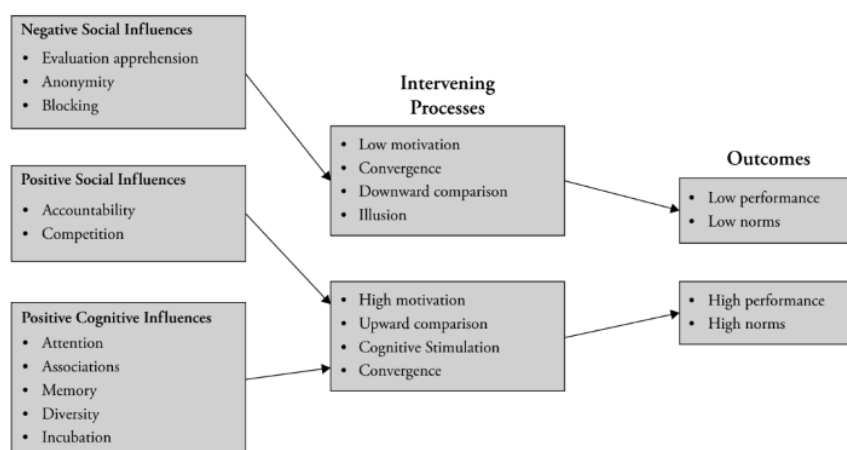 Negative Social Influences
• Evaluation apprehension
• Anonymity
• Blocking
Positive Social Influences
• Accountability
• Competition
Positive Cognitive Influences
• Attention
• Associations
• Memory
• Diversity
• Incubation
Intervening
Processes
• Low motivation
• Convergence
• Downward comparison
• Illusion
• High motivation
• Upward comparison
• Cognitive Stimulation
• Convergence
Outcomes
• Low performance
• Low norms
• High performance
• High norms